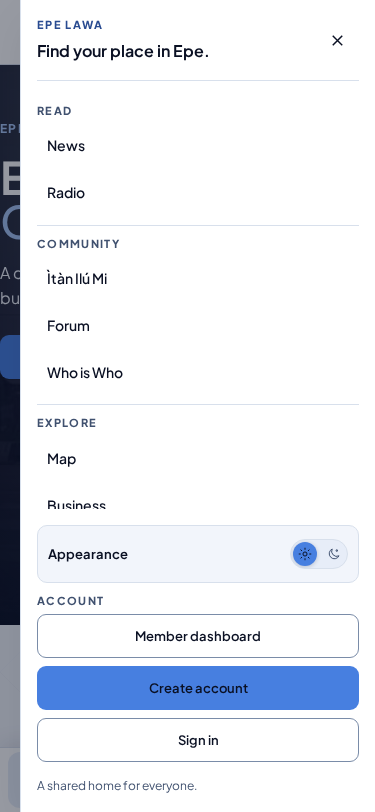 EPE LAWA
Find your place in Epe.
READ
News
Radio
COMMUNITY
Ìtàn Ilú Mi
Forum
Who is Who
EXPLORE
Map
Business
Appearance
ACCOUNT
Member dashboard
Create account
Sign in
A shared home for everyone.